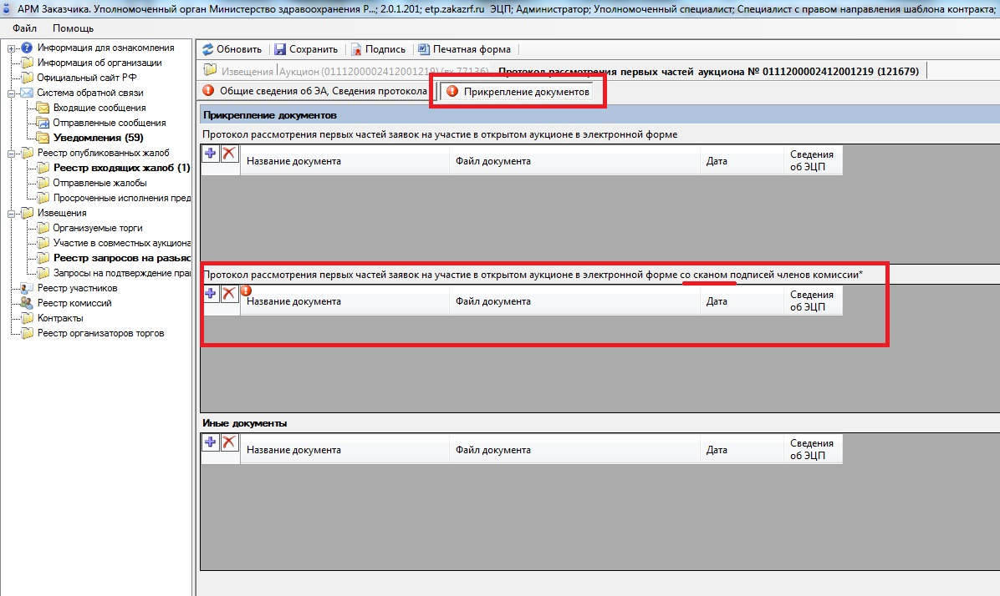 АРМ Заказчика. Уполномоченный орган Министерство здравоохранения Р...; 2.0.1.201; etp.zakazrf.ru ЭЦП; Администратор; Уполномоченный специалист; Специалист с правом направления шаблона контракта;
Файл Помощь
Информация для ознакомления
Информация об организации
Официальный сайт РФ
Система обратной связи
Входящие сообщения
Отправленные сообщения
Уведомления (59)
Реестр опубликованных жалоб
Реестр входящих жалоб (1)
Отправленые жалобы
Просроченные исполнения пред
Извещения
Организуемые торги
Участие в совместных аукциона
Реестр запросов на разъяс
Запросы на подтверждение пра
Реестр участников
Реестр комиссий
Контракты
Реестр организаторов торгов
Обновить Сохранить Подпись Печатная форма
Извещения Аукцион (0111200002412001219) (вх.77136) Протокол рассмотрения первых частей аукциона № 0111200002412001219 (121679)
Общие сведения об ЭА, Сведения протокола Прикрепление документов
Прикрепление документов
Протокол рассмотрения первых частей заявок на участие в открытом аукционе в электронной форме
Название документа Файл документа Дата Сведения об ЭЦП
Протокол рассмотрения первых частей заявок на участие в открытом аукционе в электронной форме со сканом подписей членов комиссии*
Название документа Файл документа Дата Сведения об ЭЦП
Иные документы
Название документа Файл документа Дата Сведения об ЭЦП